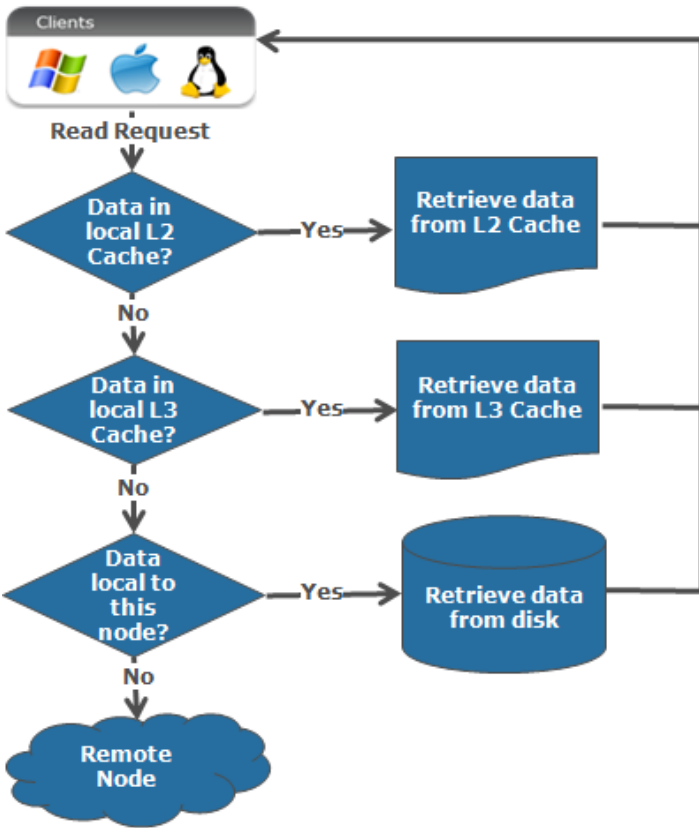 Clients
Read Request
Data in
local L2
Cache?
Yes
Retrieve data
from L2 Cache
No
Data in
local L3
Cache?
Yes
Retrieve data
from L3 Cache
No
Data
local to
this
node?
Yes
Retrieve data
from disk
No
Remote
Node